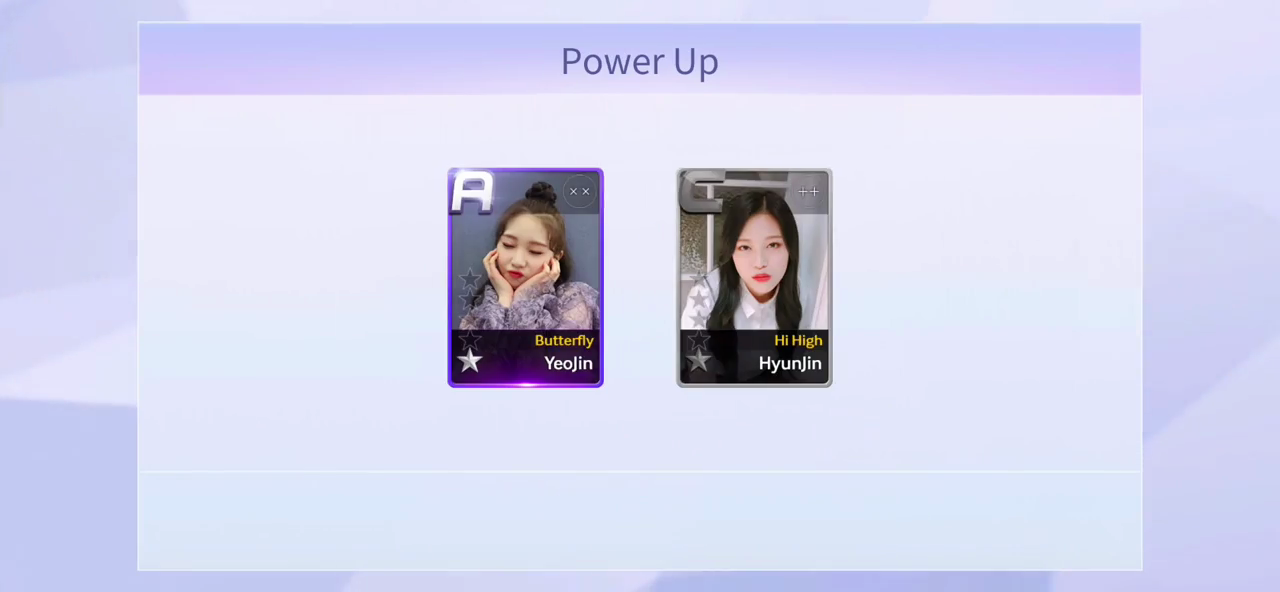 Power Up
A
××
Butterfly
YeoJin
C
++
Hi High
HyunJin